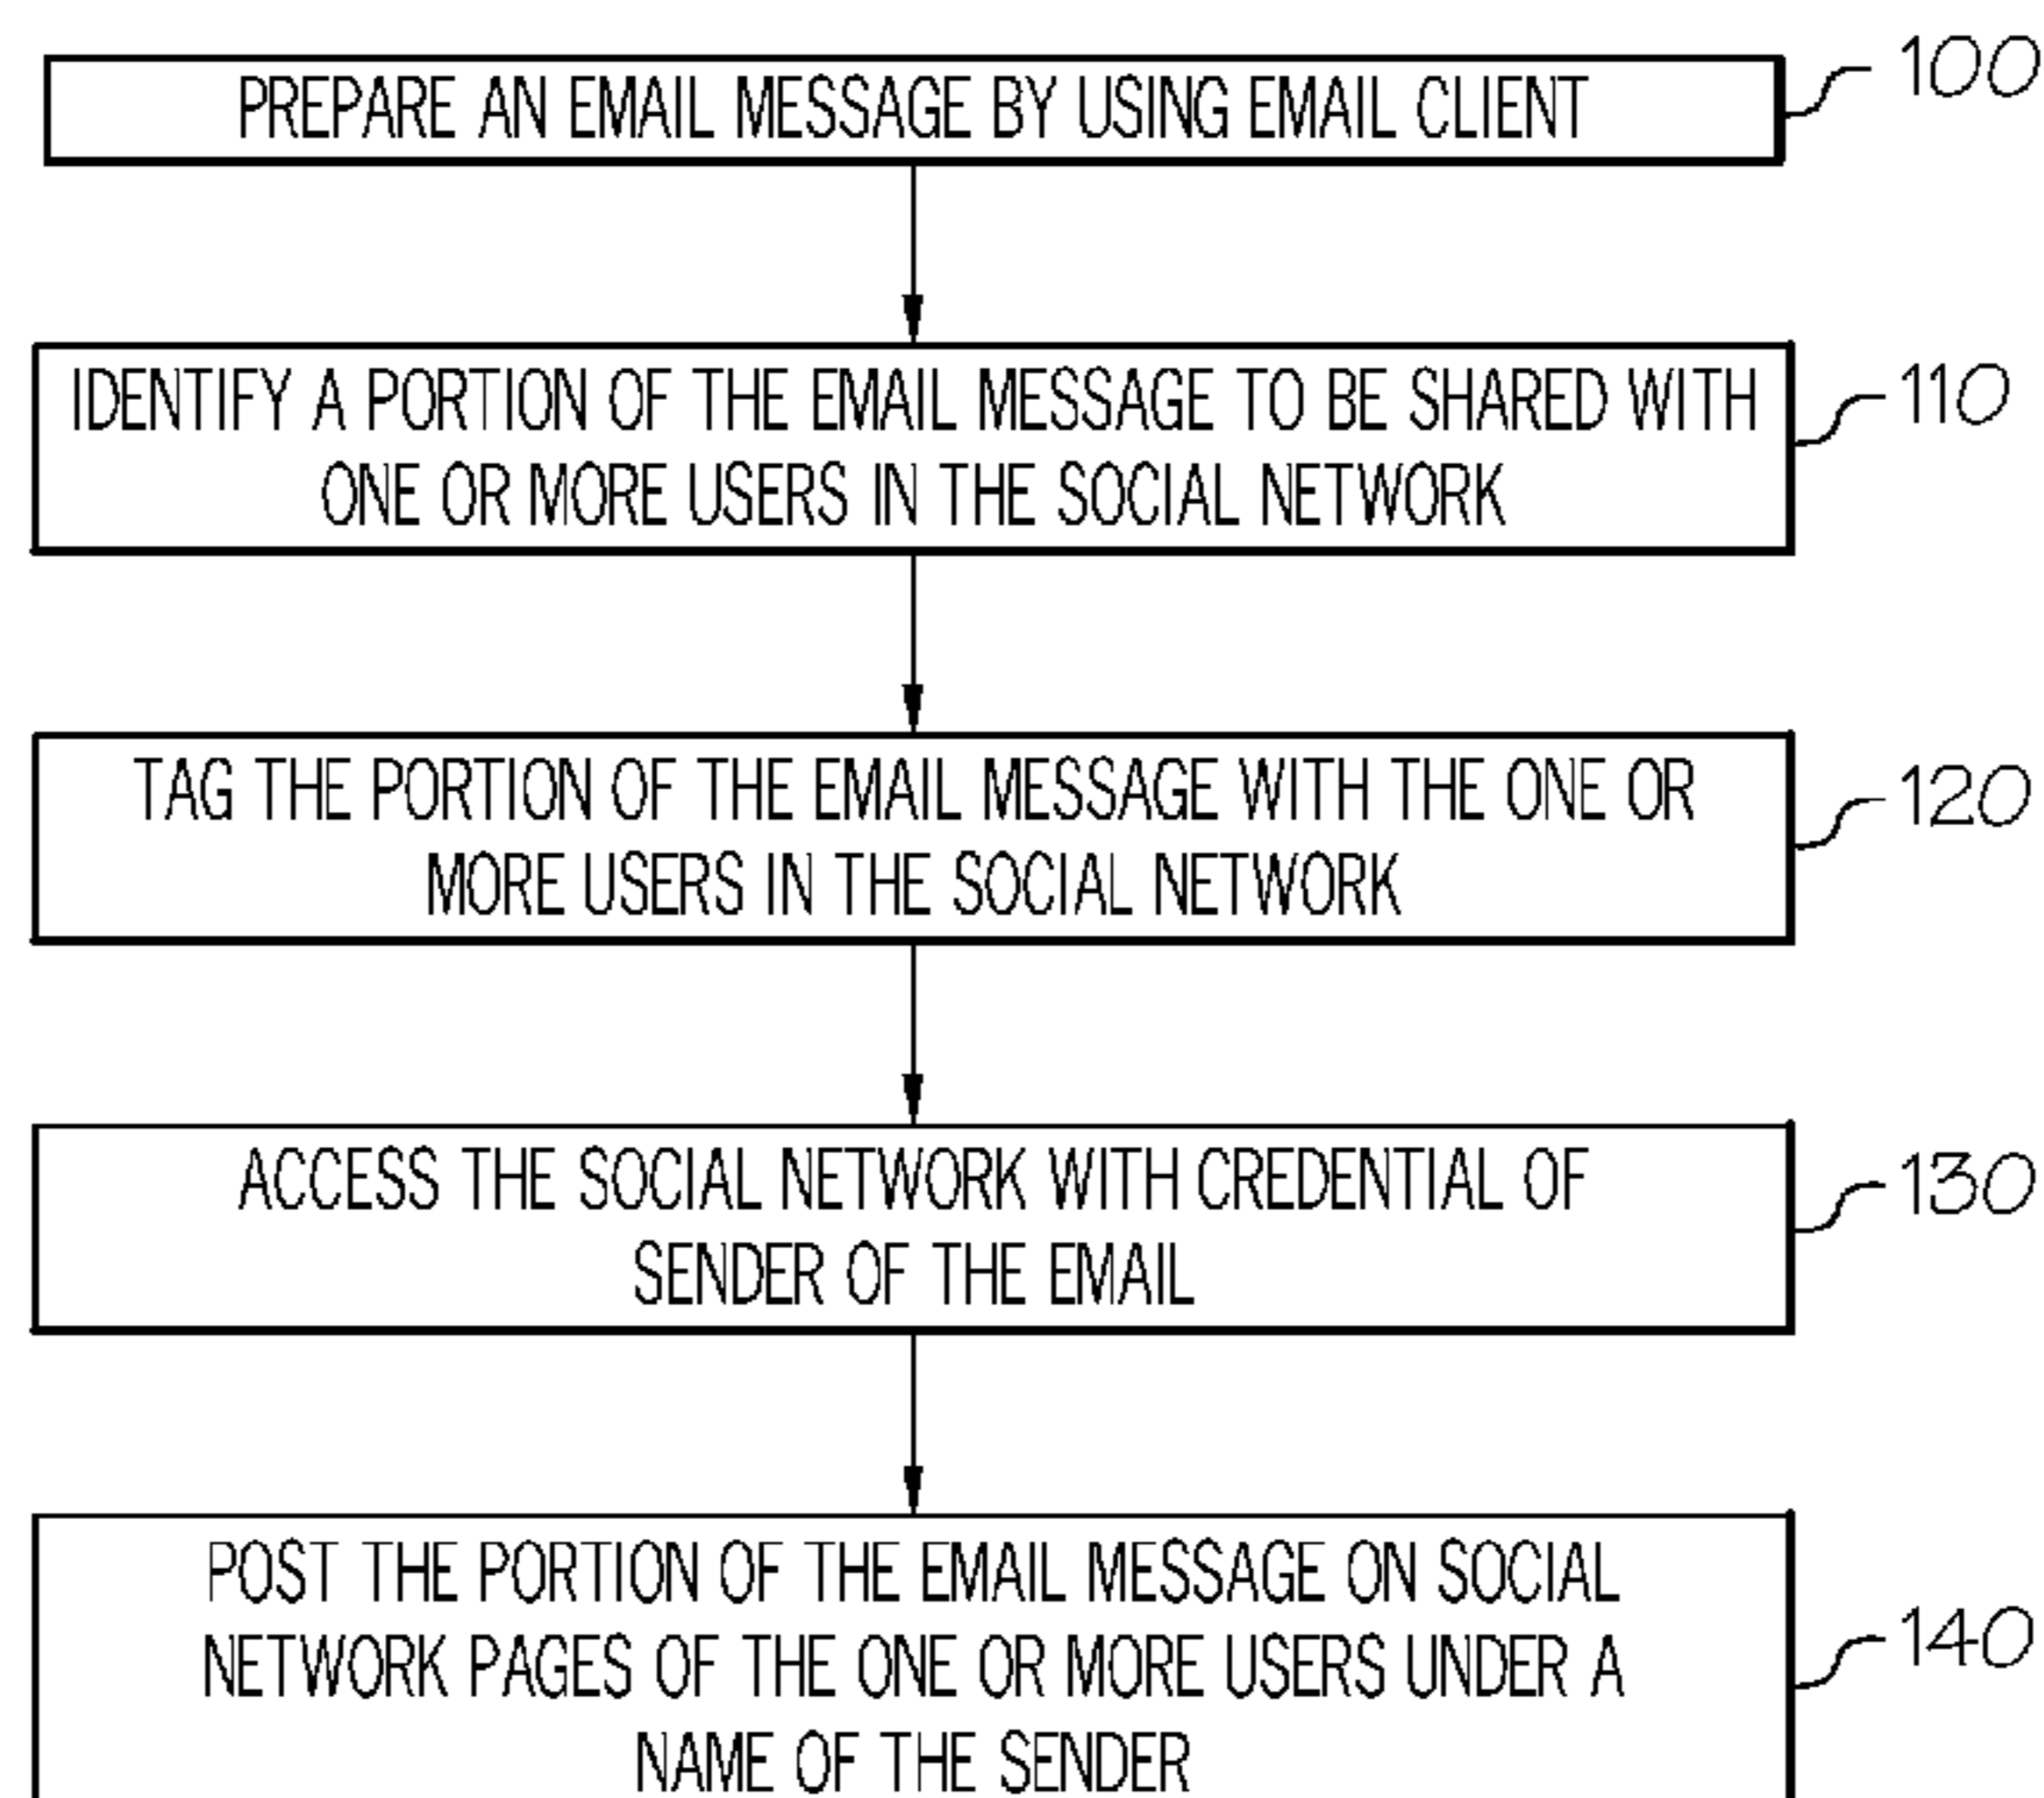 PREPARE AN EMAIL MESSAGE BY USING EMAIL CLIENT
100
IDENTIFY A PORTION OF THE EMAIL MESSAGE TO BE SHARED WITH
ONE OR MORE USERS IN THE SOCIAL NETWORK
110
TAG THE PORTION OF THE EMAIL MESSAGE WITH THE ONE OR
MORE USERS IN THE SOCIAL NETWORK
120
ACCESS THE SOCIAL NETWORK WITH CREDENTIAL OF
SENDER OF THE EMAIL
130
POST THE PORTION OF THE EMAIL MESSAGE ON SOCIAL
NETWORK PAGES OF THE ONE OR MORE USERS UNDER A
NAME OF THE SENDER
140